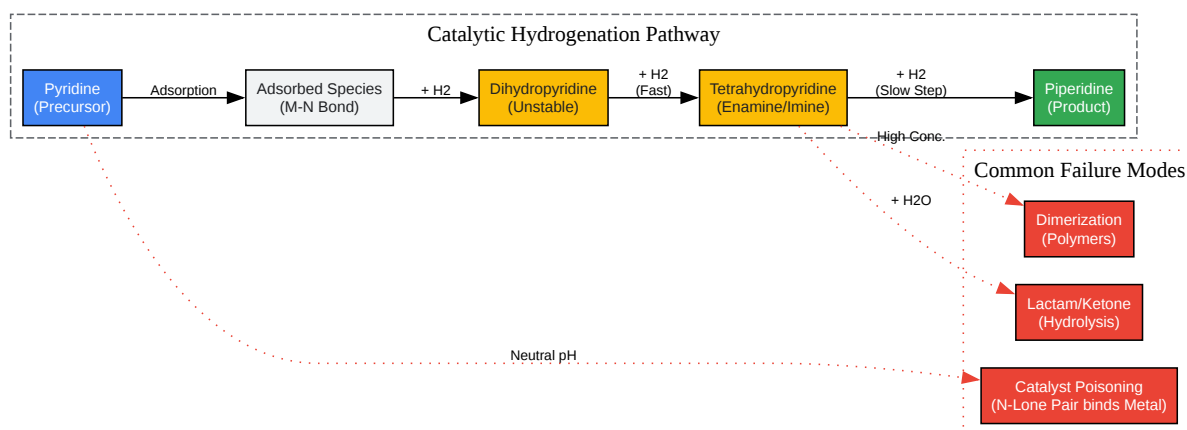 Catalytic Hydrogenation Pathway
Pyridine
(Precursor)
Adsorption
Adsorbed Species
(M-N Bond)
+ H2
Dihydropyridine
(Unstable)
+ H2
(Fast)
Tetrahydropyridine
(Enamine/Imine)
+ H2
(Slow Step)
Piperidine
(Product)
High Conc.
Common Failure Modes
+ H2O
Dimerization
(Polymers)
Lactam/Ketone
(Hydrolysis)
Neutral pH
Catalyst Poisoning
(N-Lone Pair binds Metal)